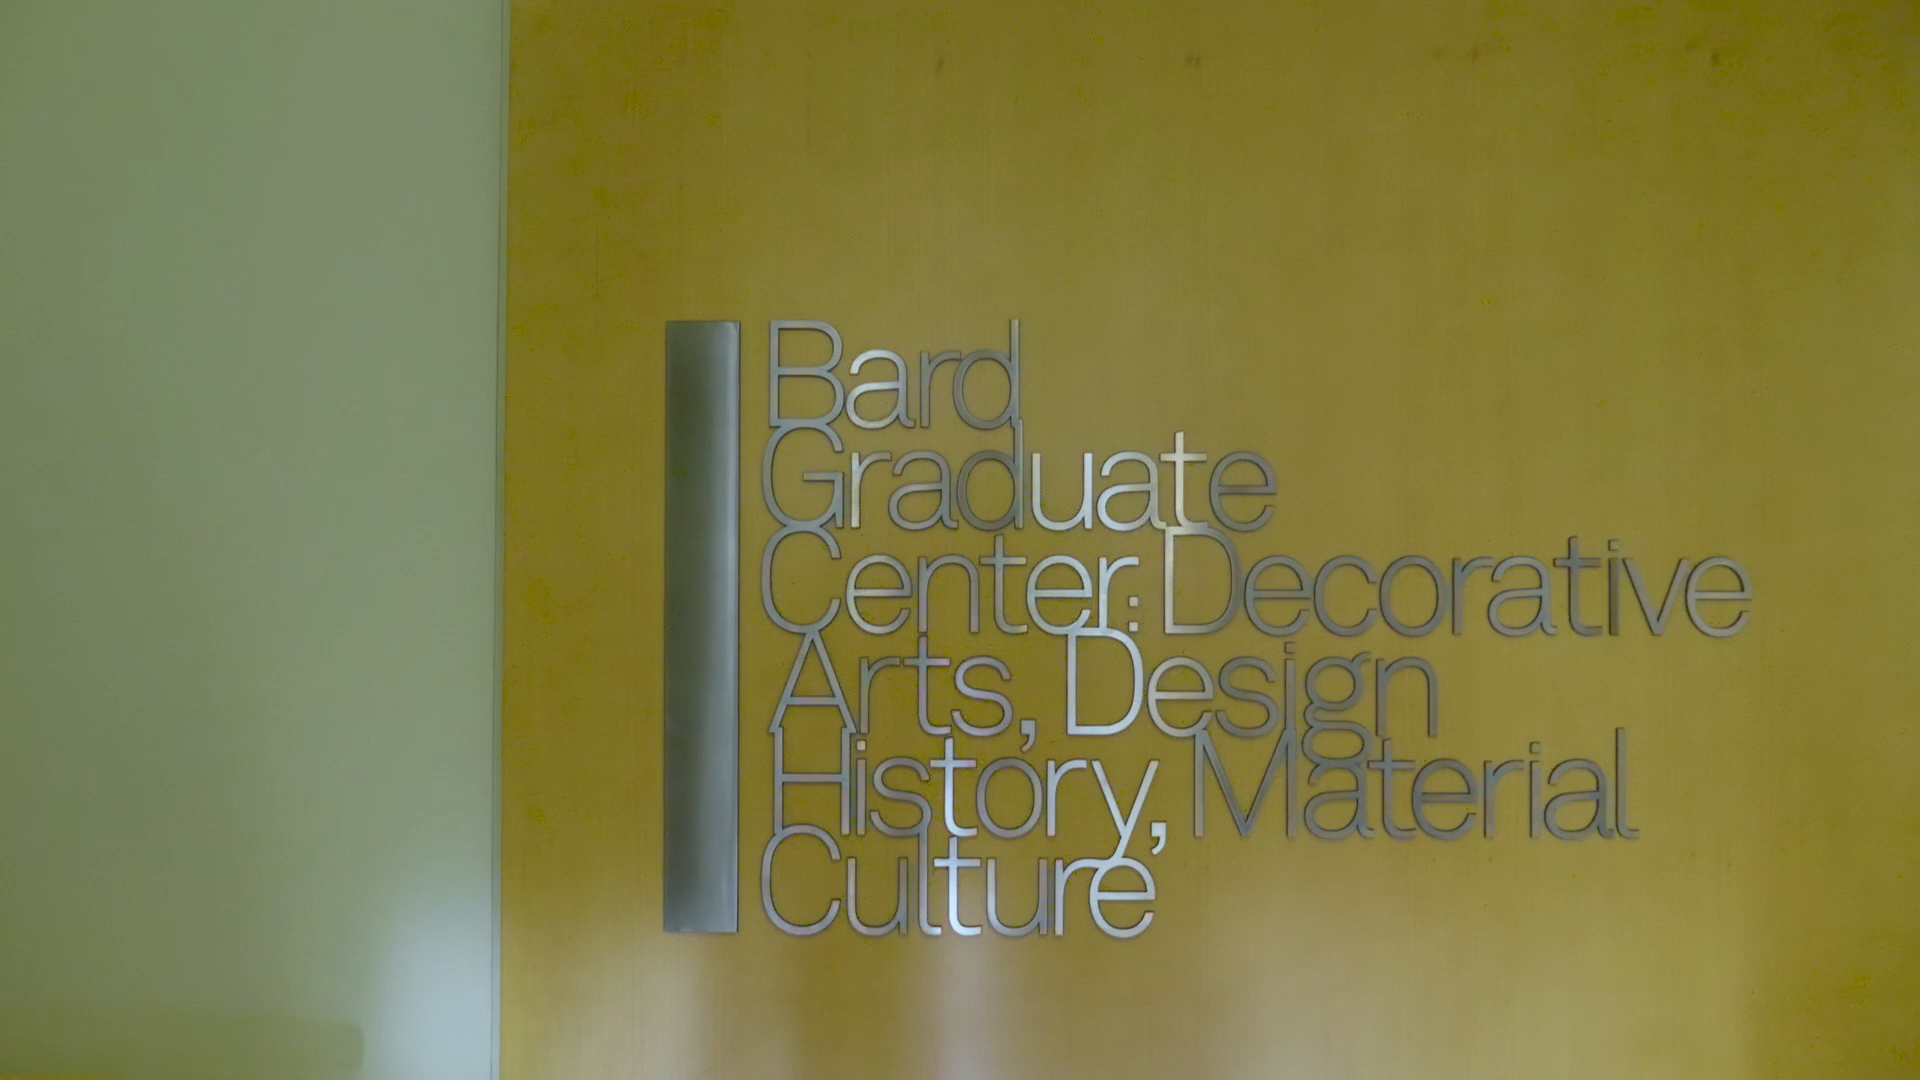 Bard
Graduate
Center: Decorative
Arts, Design
History, Material
Culture